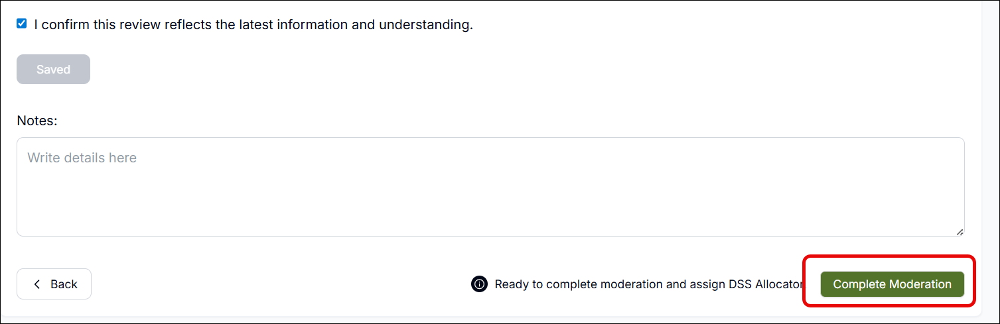 I confirm this review reflects the latest information and understanding.
Saved
Notes:
Write details here
Back
Ready to complete moderation and assign DSS Allocator
Complete Moderation